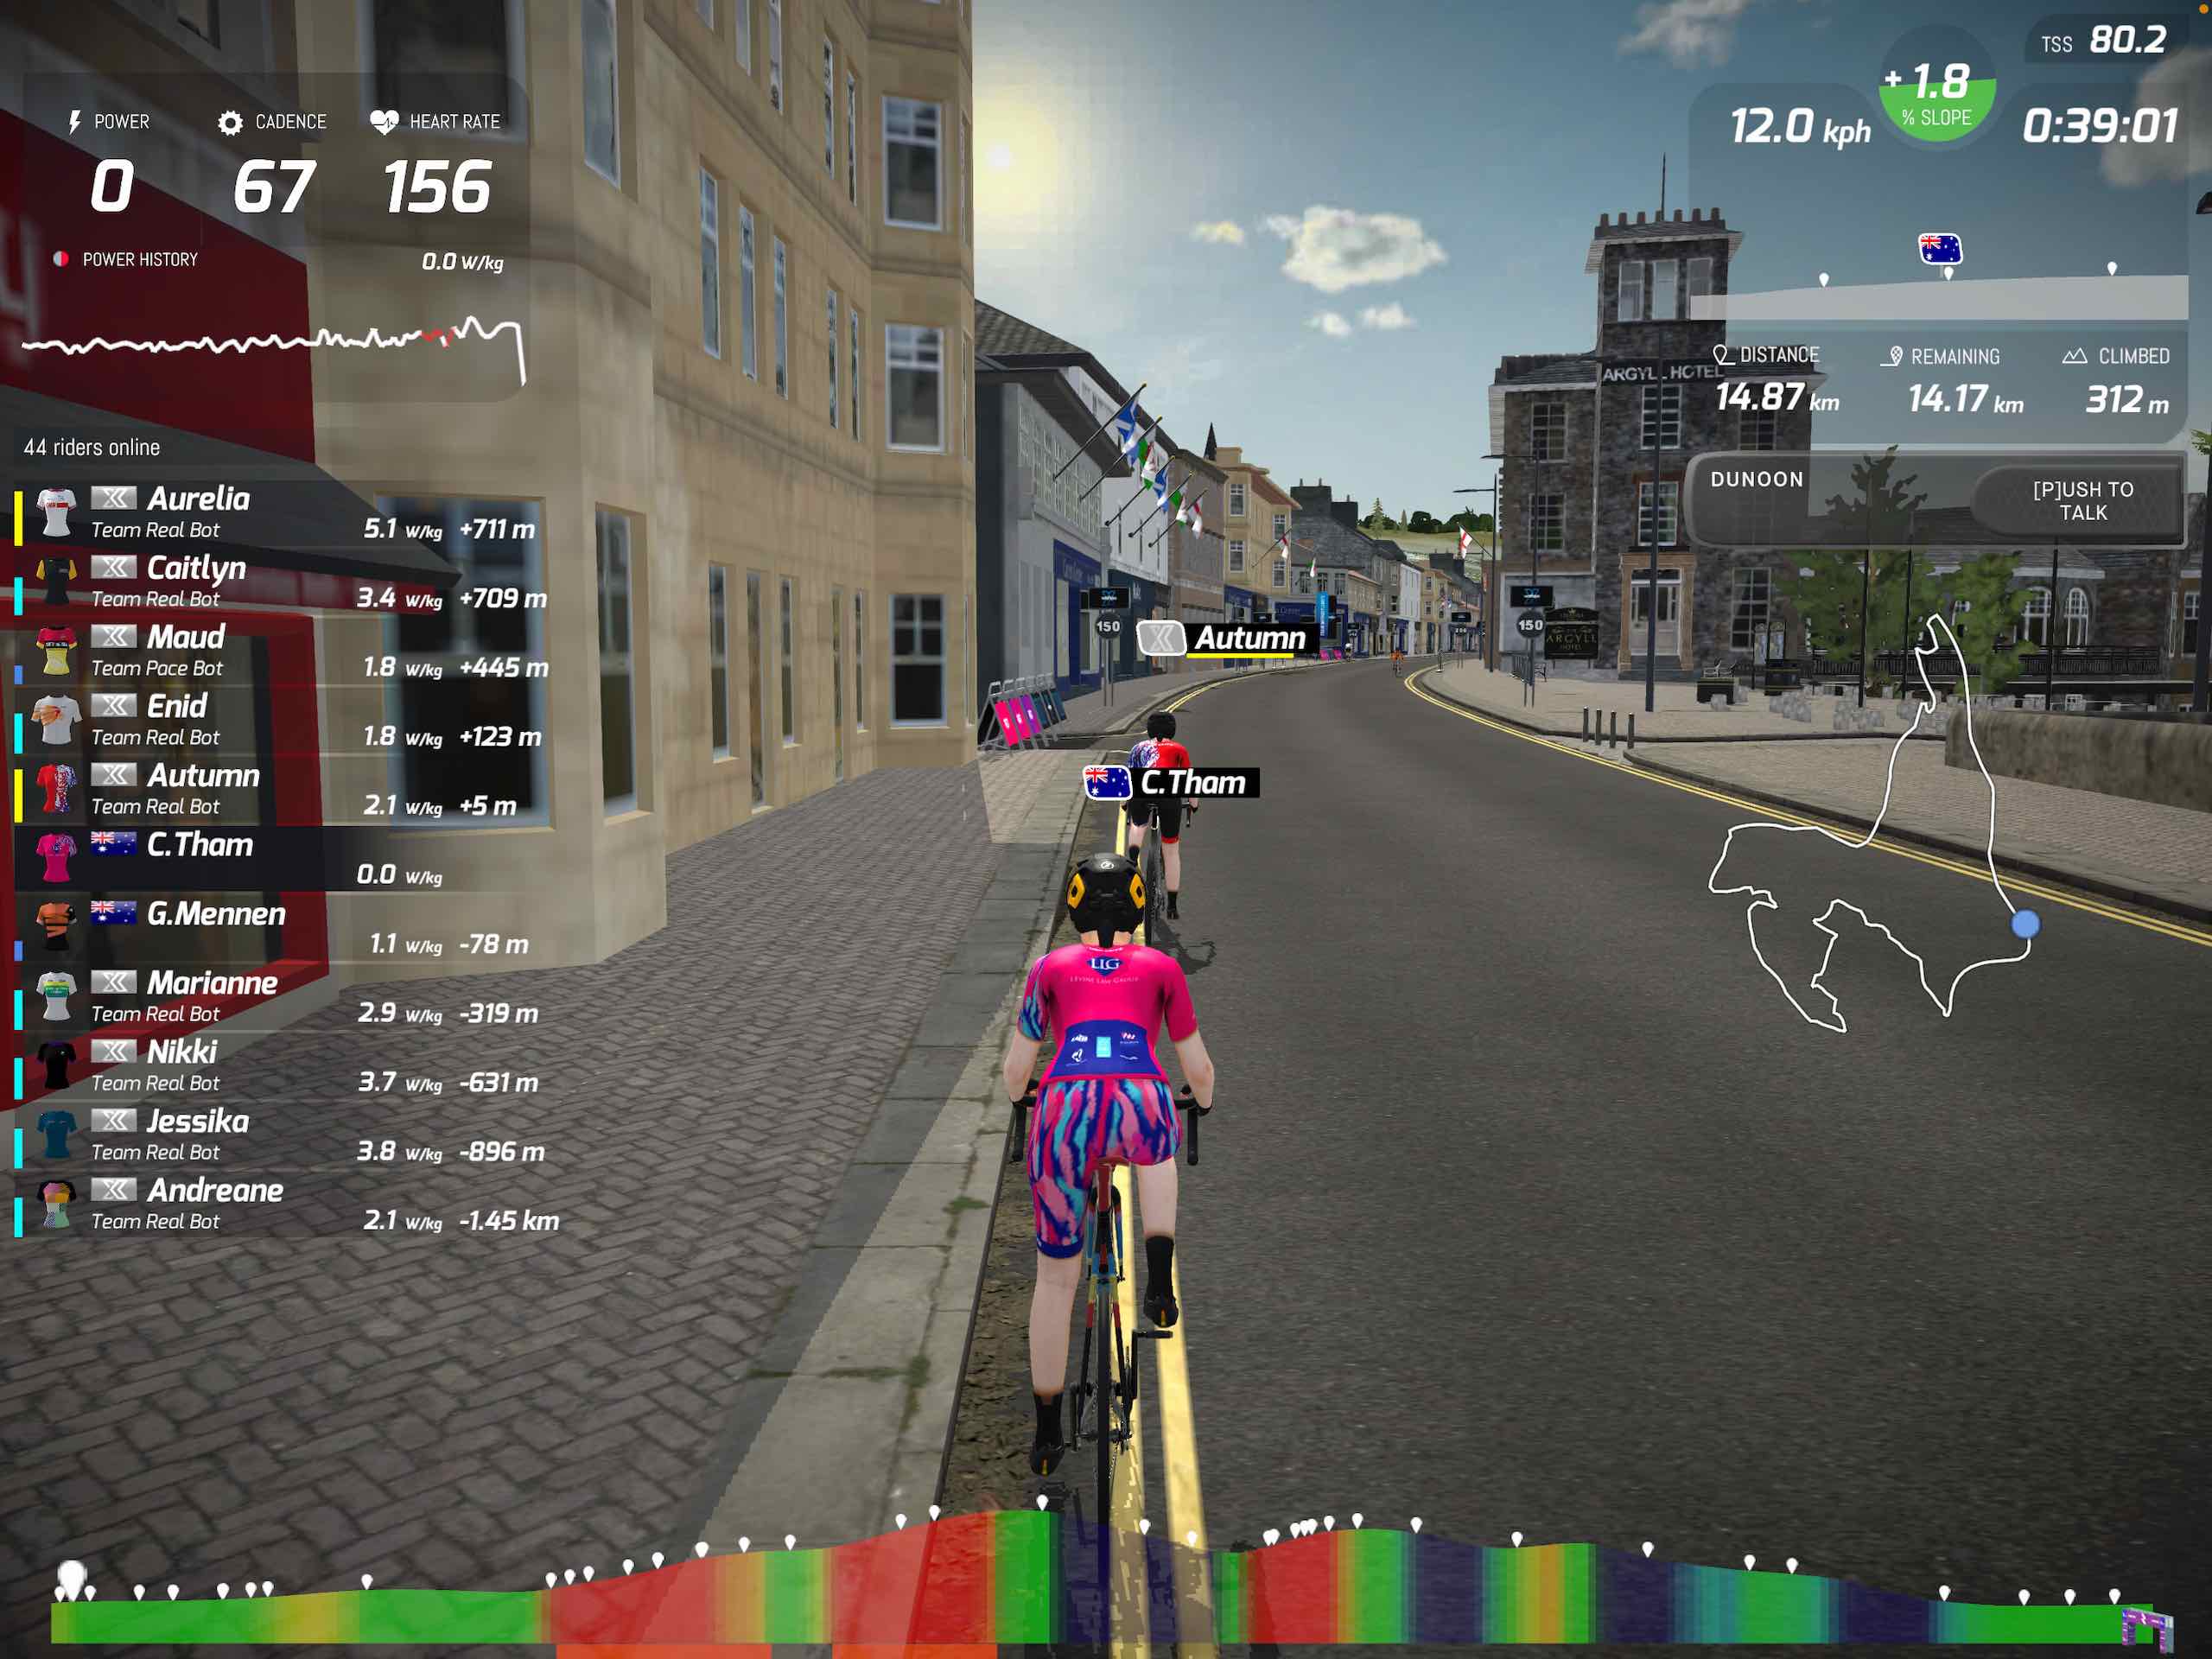 TSS 80.2
+1.8
% SLOPE
12.0 kph
0:39:01
POWER
CADENCE
HEART RATE
0
67
156
POWER HISTORY
0.0 W/kg
DISTANCE
REMAINING
CLIMBED
14.87 km
14.17 km
312 m
ARGYLL HOTEL
DUNOON
[P]USH TO
TALK
44 riders online
Aurelia
Team Real Bot 5.1 W/kg +711 m
Caitlyn
Team Real Bot 3.4 W/kg +709 m
Maud
Team Pace Bot 1.8 W/kg +445 m
Enid
Team Real Bot 1.8 W/kg +123 m
Autumn
Team Real Bot 2.1 W/kg +5 m
C.Tham
0.0 W/kg
G.Mennen
1.1 W/kg -78 m
Marianne
Team Real Bot 2.9 W/kg -319 m
Nikki
Team Real Bot 3.7 W/kg -631 m
Jessika
Team Real Bot 3.8 W/kg -896 m
Andreane
Team Real Bot 2.1 W/kg -1.45 km
150
150
ARGYLL
HOTEL
Autumn
C.Tham
LLG